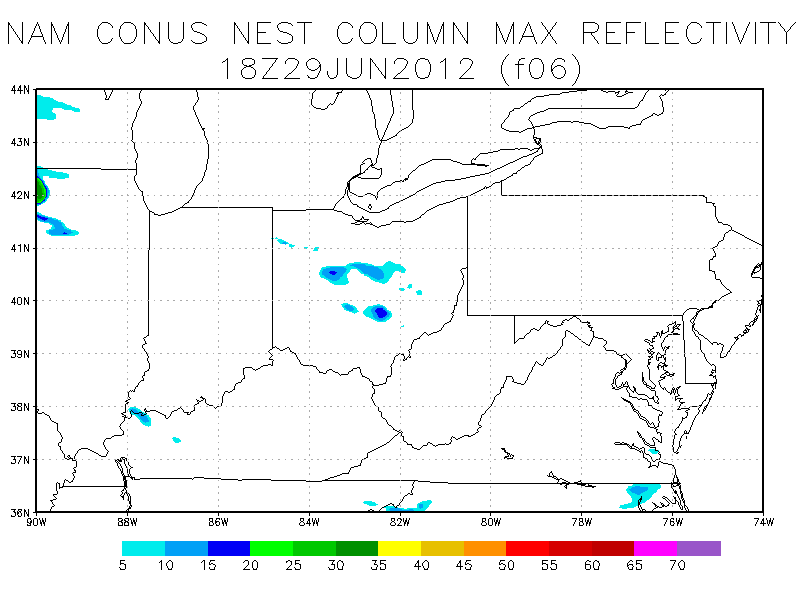 NAM CONUS NEST COLUMN MAX REFLECTIVITY
18Z29JUN2012 (f06)
44N
43N
42N
41N
40N
39N
38N
37N
36N
90W 88W 86W 84W 82W 80W 78W 76W 74W
5 10 15 20 25 30 35 40 45 50 55 60 65 70